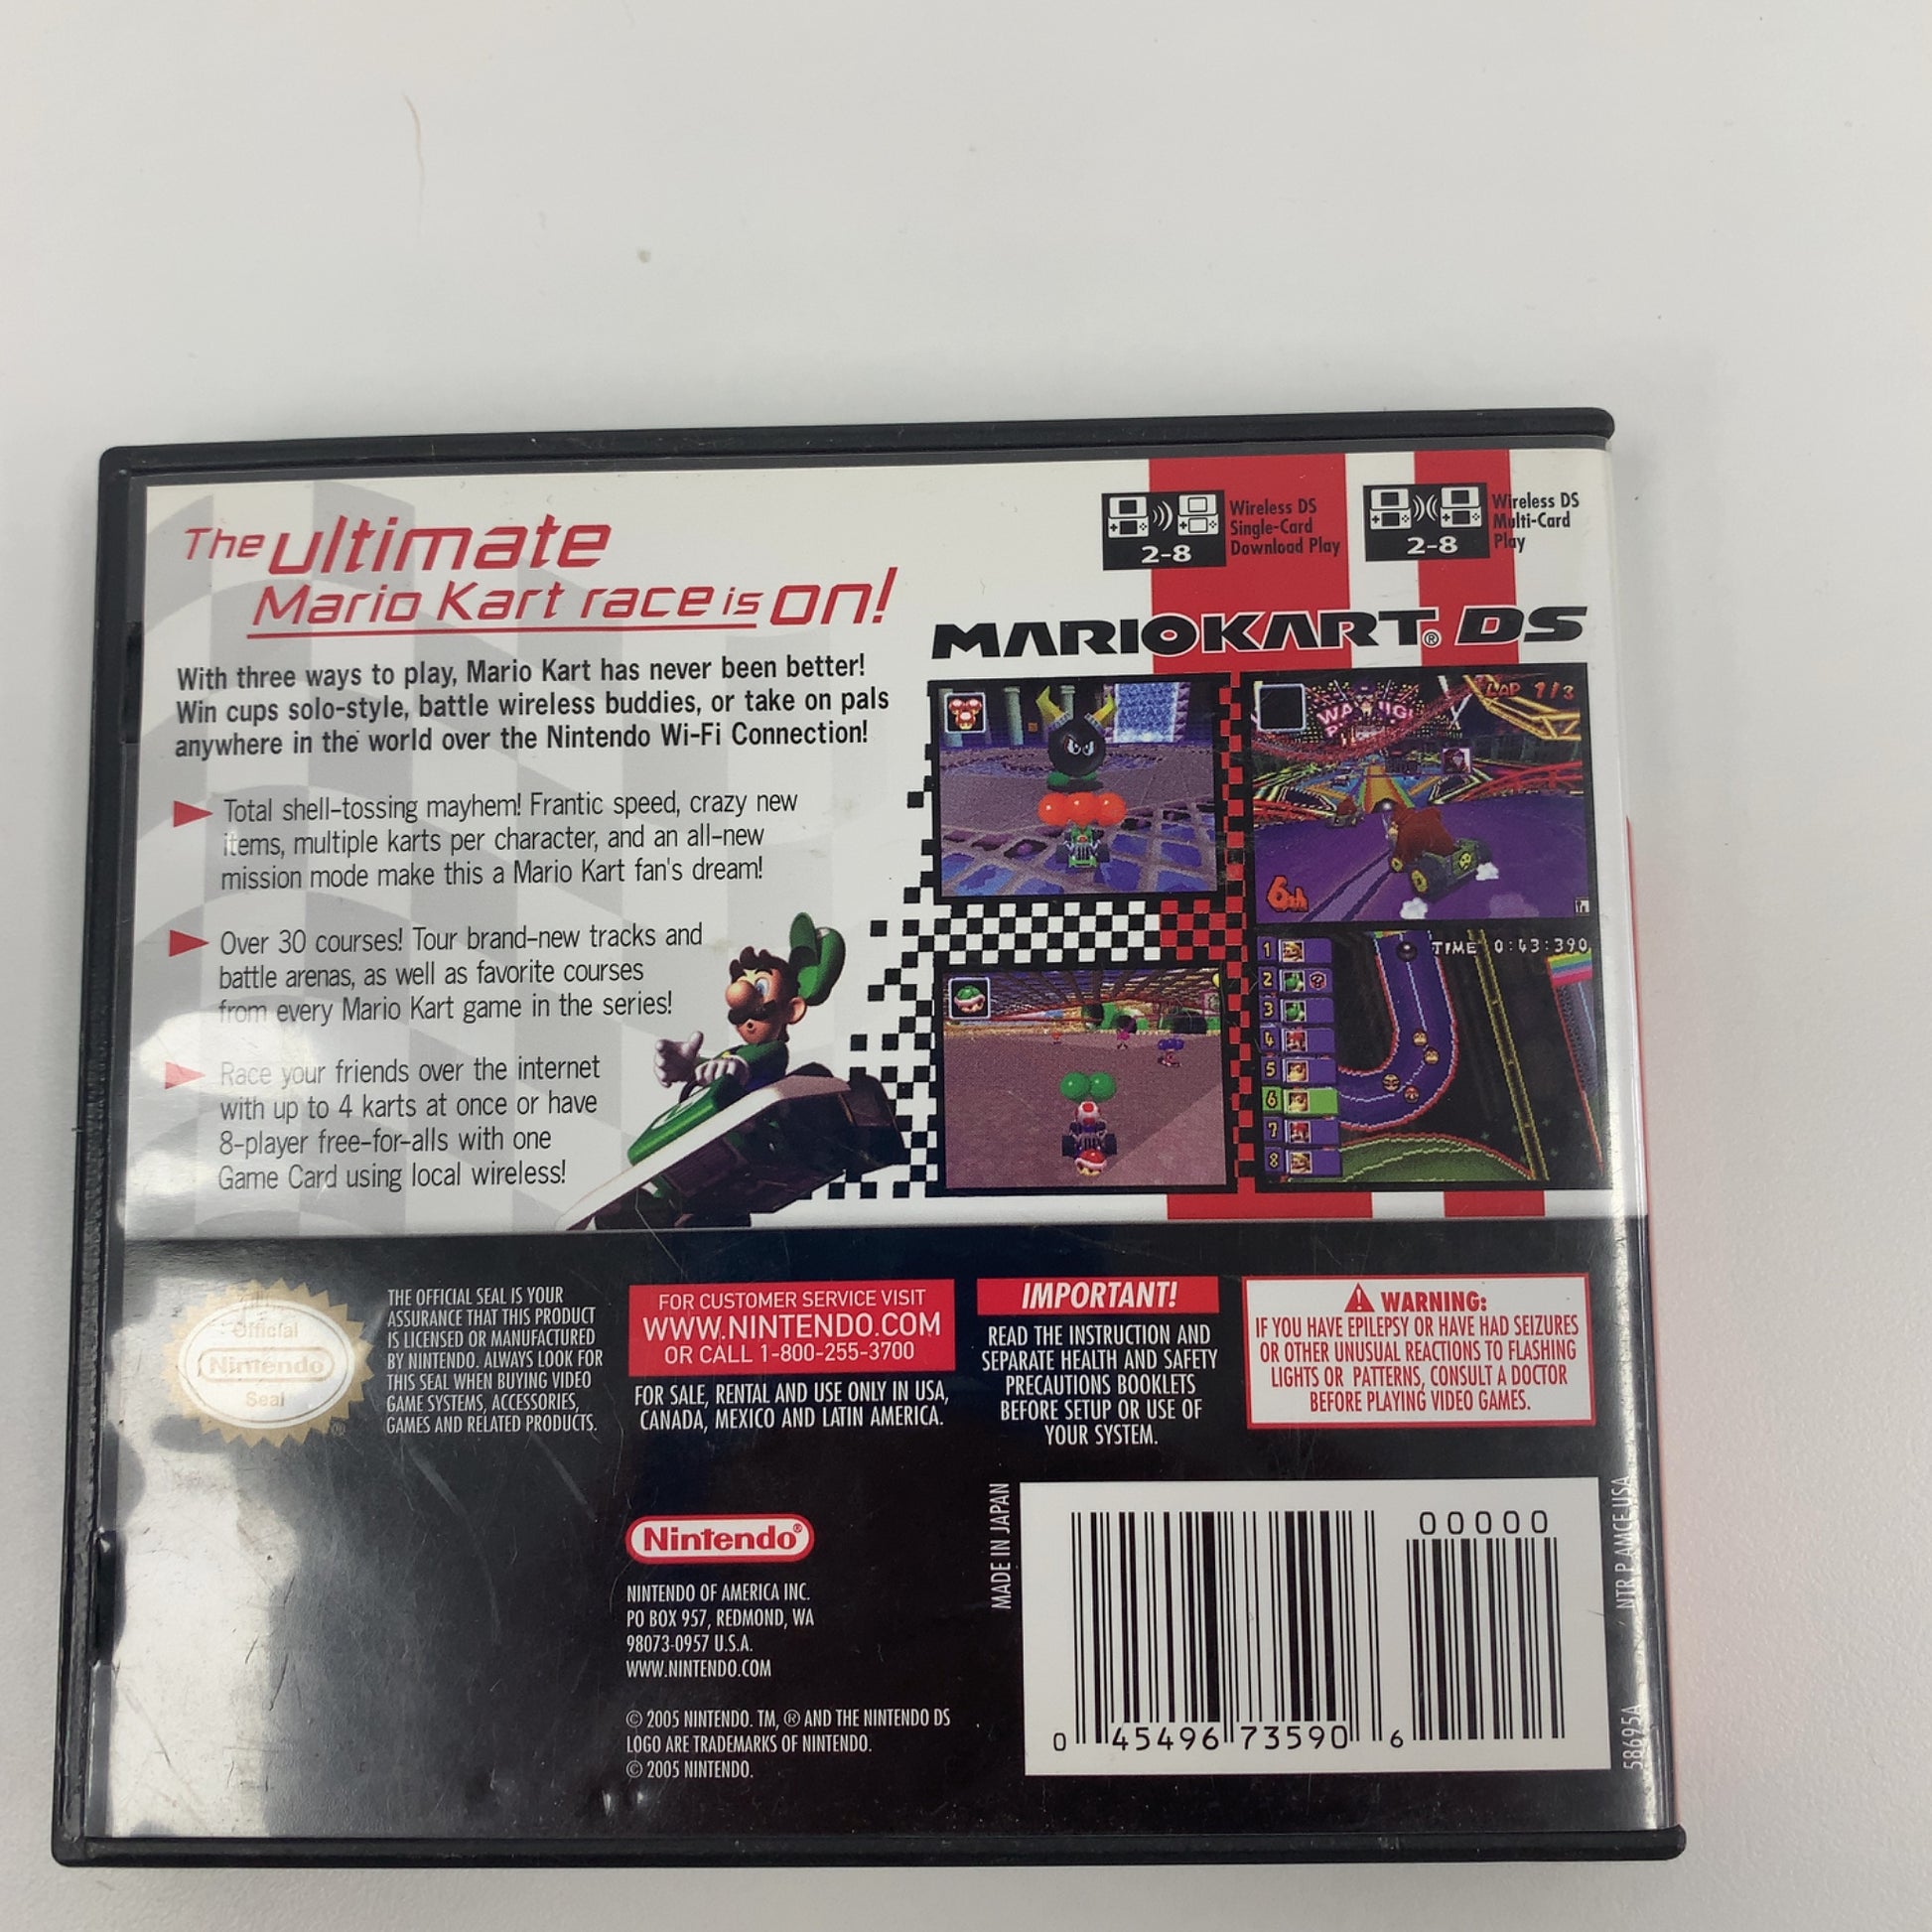 The ultimate
Mario Kart race is on!
With three ways to play, Mario Kart has never been better!
Win cups solo-style, battle wireless buddies, or take on pals
anywhere in the world over the Nintendo Wi-Fi Connection!
Total shell-tossing mayhem! Frantic speed, crazy new
items, multiple karts per character, and an all-new
mission mode make this a Mario Kart fan's dream!
Over 30 courses! Tour brand-new tracks and
battle arenas, as well as favorite courses
from every Mario Kart game in the series!
Race your friends over the internet
with up to 4 karts at once or have
8-player free-for-alls with one
Game Card using local wireless!
2-8
Wireless DS
Single-Card
Download Play
2-8
Wireless DS
Multi-Card
Play
MARIOKART® DS
LAP 1/3
6th
TIME 0:43:390
1
2
3
4
5
6
7
8
Official
Nintendo
Seal
®
THE OFFICIAL SEAL IS YOUR
ASSURANCE THAT THIS PRODUCT
IS LICENSED OR MANUFACTURED
BY NINTENDO. ALWAYS LOOK FOR
THIS SEAL WHEN BUYING VIDEO
GAME SYSTEMS, ACCESSORIES,
GAMES AND RELATED PRODUCTS.
FOR CUSTOMER SERVICE VISIT
WWW.NINTENDO.COM
OR CALL 1-800-255-3700
FOR SALE, RENTAL AND USE ONLY IN USA,
CANADA, MEXICO AND LATIN AMERICA.
IMPORTANT!
READ THE INSTRUCTION AND
SEPARATE HEALTH AND SAFETY
PRECAUTIONS BOOKLETS
BEFORE SETUP OR USE OF
YOUR SYSTEM.
WARNING:
IF YOU HAVE EPILEPSY OR HAVE HAD SEIZURES
OR OTHER UNUSUAL REACTIONS TO FLASHING
LIGHTS OR PATTERNS, CONSULT A DOCTOR
BEFORE PLAYING VIDEO GAMES.
Nintendo®
NINTENDO OF AMERICA INC.
PO BOX 957, REDMOND, WA
98073-0957 U.S.A.
WWW.NINTENDO.COM
© 2005 NINTENDO. TM, ® AND THE NINTENDO DS
LOGO ARE TRADEMARKS OF NINTENDO.
© 2005 NINTENDO.
MADE IN JAPAN
00000
0 45496 73590 6
NTR P AMCE USA
58695A